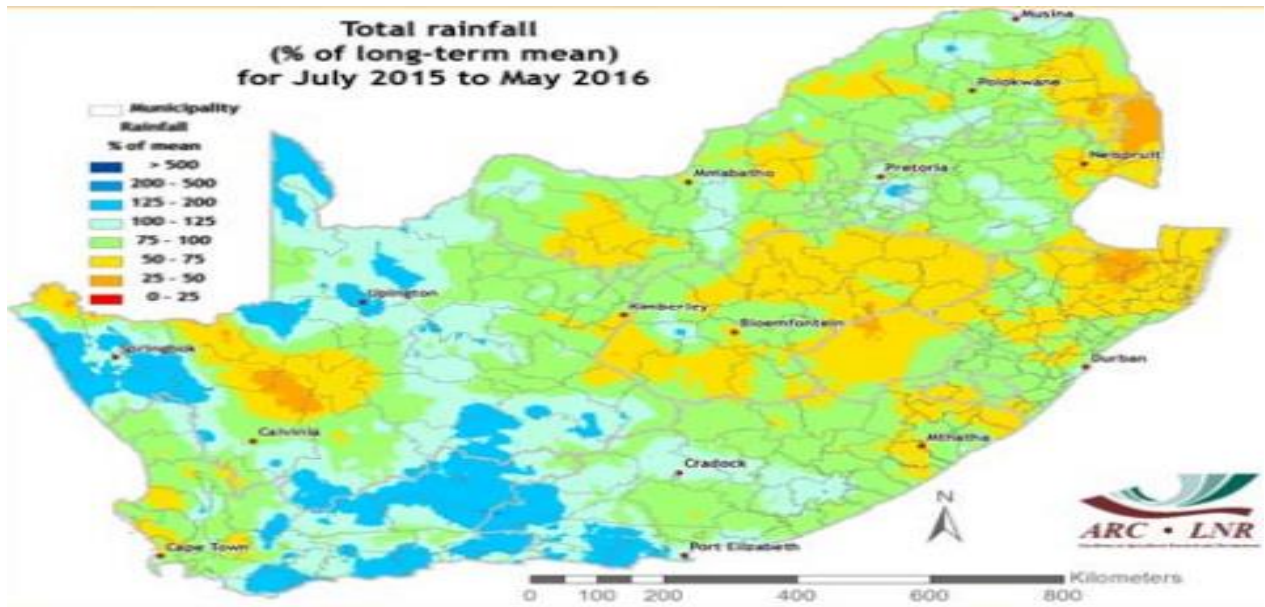 Total rainfall
(% of long-term mean)
for July 2015 to May 2016
Municipality
Rainfall
% of mean
> 500
200 - 500
125 - 200
100 - 125
75 - 100
50 - 75
25 - 50
0 - 25
Musina
Polokwane
Nelspruit
Pretoria
Mmabatho
Upington
Kimberley
Bloemfontein
Springbok
Durban
Calvinia
Mthatha
Cradock
Cape Town
Port Elizabeth
N
ARC • LNR
Kilometers
0 100 200 400 600 800